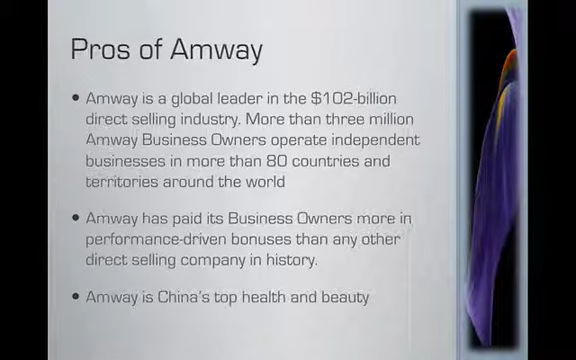 Pros of Amway
• Amway is a global leader in the $102-billion
direct selling industry. More than three million
Amway Business Owners operate independent
businesses in more than 80 countries and
territories around the world
• Amway has paid its Business Owners more in
performance-driven bonuses than any other
direct selling company in history.
• Amway is China's top health and beauty